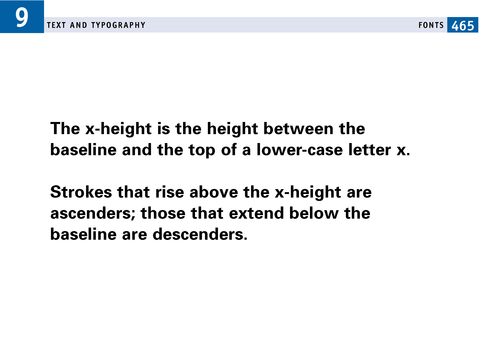 9
TEXT AND TYPOGRAPHY
FONTS 465
The x-height is the height between the
baseline and the top of a lower-case letter x.
Strokes that rise above the x-height are
ascenders; those that extend below the
baseline are descenders.